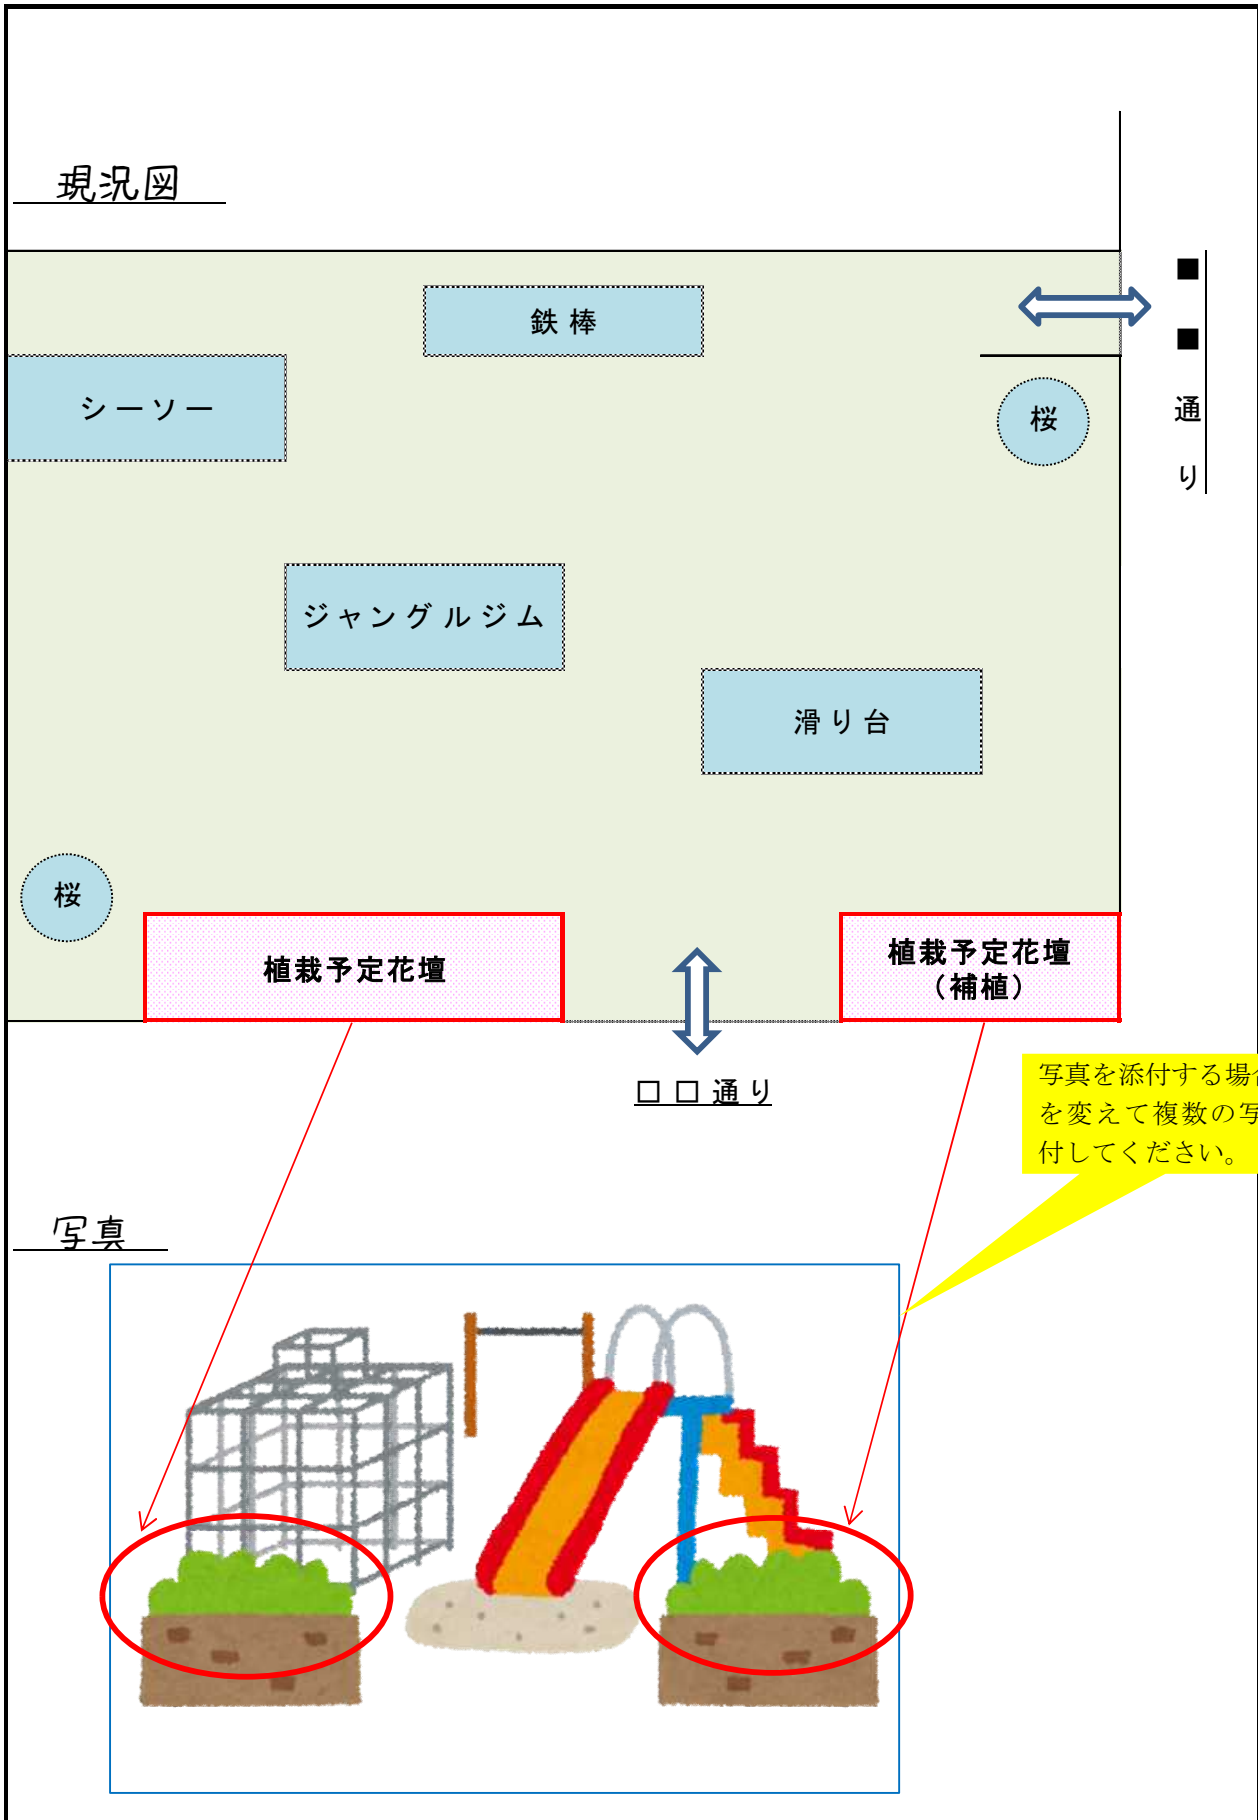 現況図
鉄棒
■■通り
シーソー
桜
ジャングルジム
滑り台
桜
植栽予定花壇
植栽予定花壇
（補植）
□□通り
写真を添付する場合
を変えて複数の写
付してください。
写真